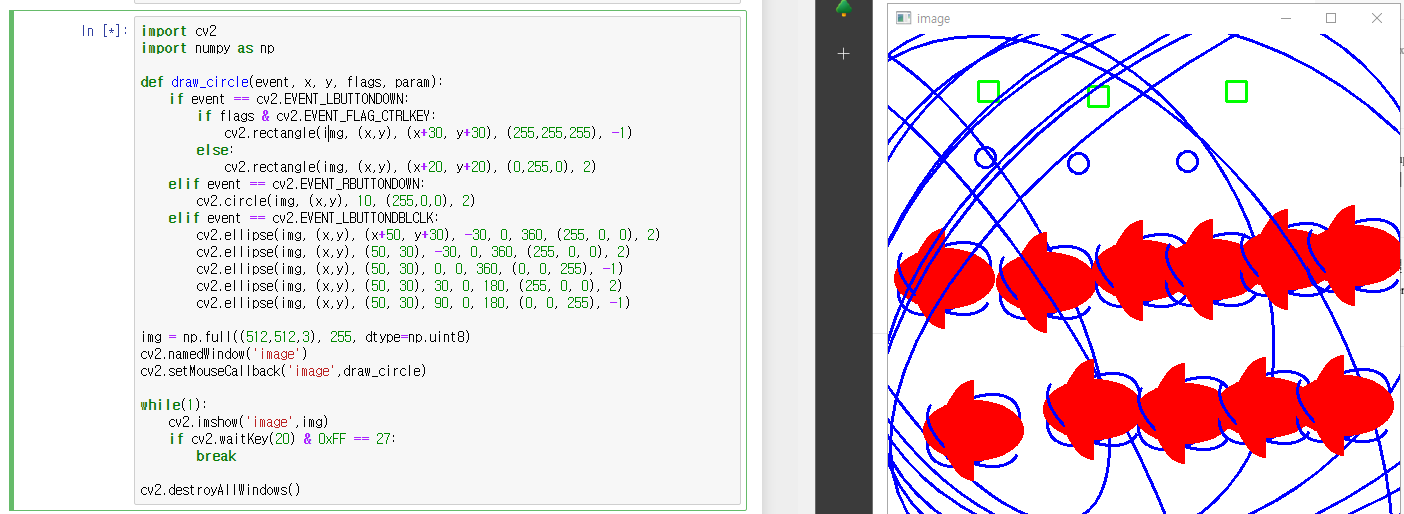 In [*]:
import cv2
import numpy as np
def draw_circle(event, x, y, flags, param):
if event == cv2.EVENT_LBUTTONDOWN:
if flags & cv2.EVENT_FLAG_CTRLKEY:
cv2.rectangle(img, (x,y), (x+30, y+30), (255,255,255), -1)
else:
cv2.rectangle(img, (x,y), (x+20, y+20), (0,255,0), 2)
elif event == cv2.EVENT_RBUTTONDOWN:
cv2.circle(img, (x,y), 10, (255,0,0), 2)
elif event == cv2.EVENT_LBUTTONDBLCLK:
cv2.ellipse(img, (x,y), (x+50, y+30), -30, 0, 360, (255, 0, 0), 2)
cv2.ellipse(img, (x,y), (50, 30), -30, 0, 360, (255, 0, 0), 2)
cv2.ellipse(img, (x,y), (50, 30), 0, 0, 360, (0, 0, 255), -1)
cv2.ellipse(img, (x,y), (50, 30), 30, 0, 180, (255, 0, 0), 2)
cv2.ellipse(img, (x,y), (50, 30), 90, 0, 180, (0, 0, 255), -1)
img = np.full((512,512,3), 255, dtype=np.uint8)
cv2.namedWindow('image')
cv2.setMouseCallback('image',draw_circle)
while(1):
cv2.imshow('image',img)
if cv2.waitKey(20) & 0xFF == 27:
break
cv2.destroyAllWindows()
image